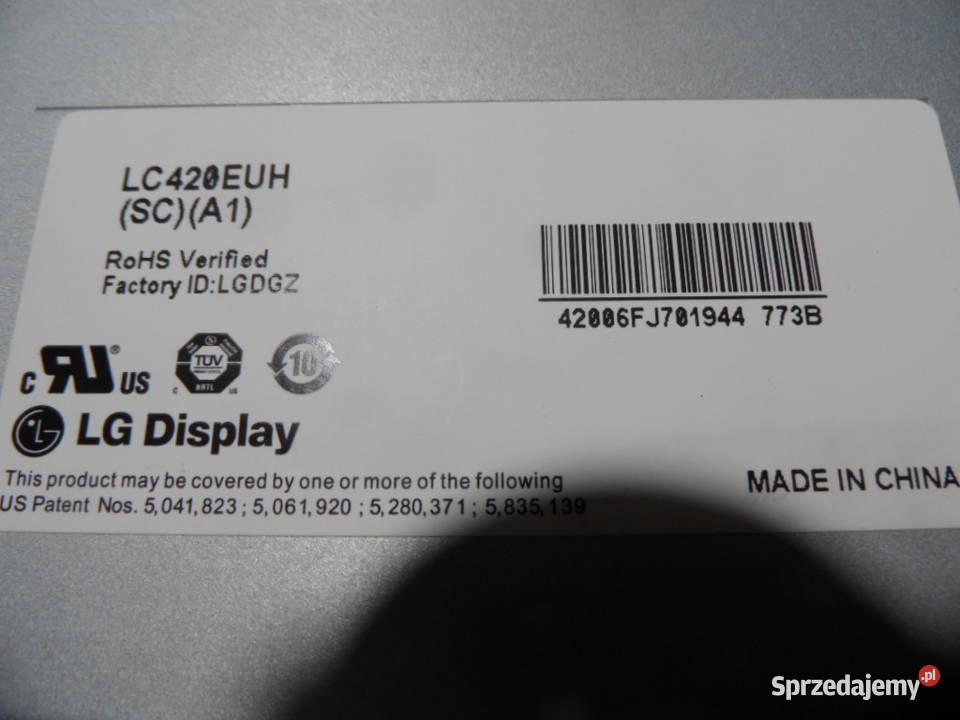 LC420EUH
(SC)(A1)
RoHS Verified
Factory ID:LGDGZ
42006FJ701944 773B
c RU® US
TÜV
10
LG Display
This product may be covered by one or more of the following
US Patent Nos. 5,041,823 ; 5,061,920 ; 5,280,371 ; 5,835,139
MADE IN CHINA
Sprzedajemy.pl